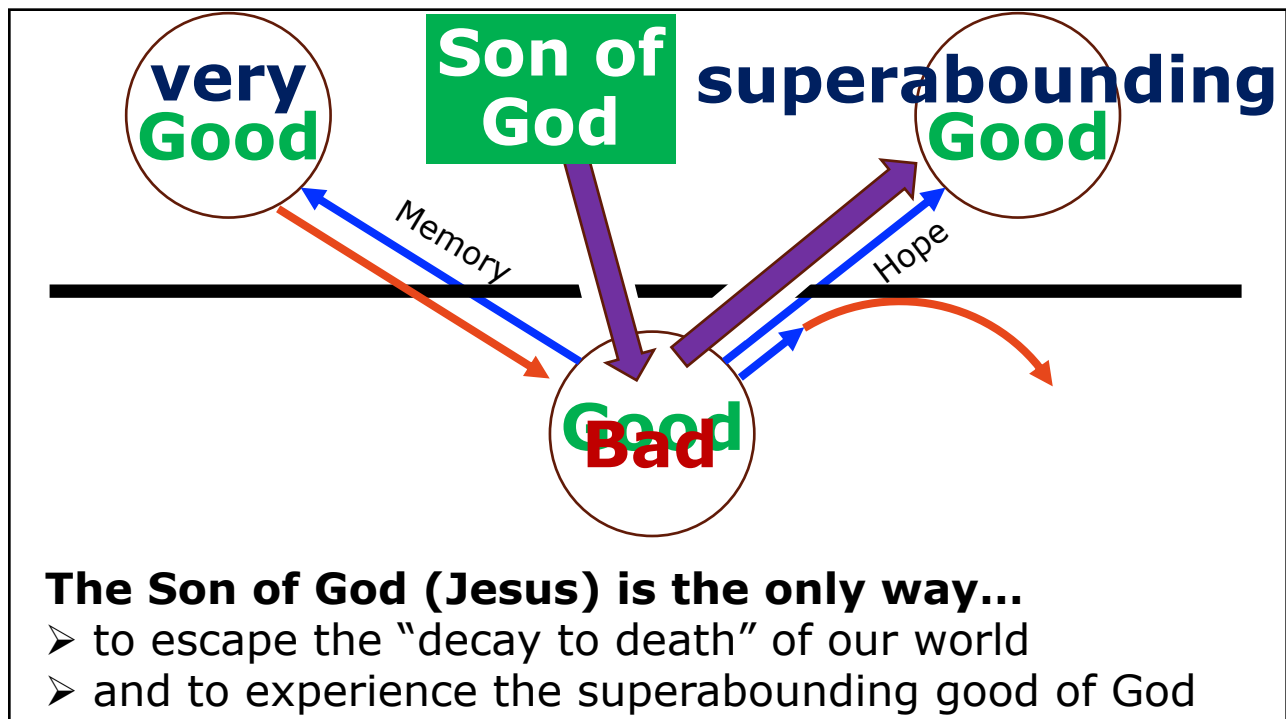 very
Good
Son of
God
superabounding
Good
Memory
Hope
Good
Bad
The Son of God (Jesus) is the only way...
➢ to escape the “decay to death” of our world
➢ and to experience the superabounding good of God